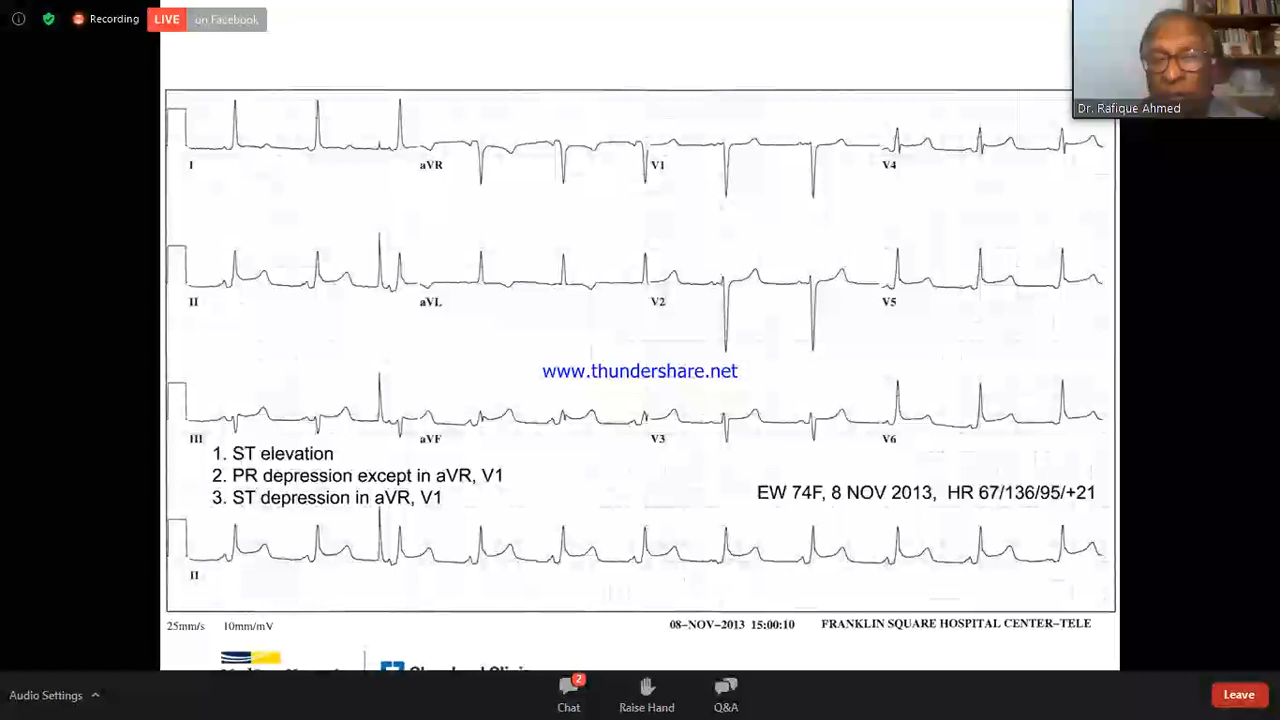 Recording LIVE on Facebook
Dr. Rafique Ahmed
I aVR V1 V4
II aVL V2 V5
www.thundershare.net
III aVF V3 V6
1. ST elevation
2. PR depression except in aVR, V1
3. ST depression in aVR, V1
EW 74F, 8 NOV 2013, HR 67/136/95/+21
II
25mm/s 10mm/mV 08-NOV-2013 15:00:10 FRANKLIN SQUARE HOSPITAL CENTER-TELE
Audio Settings
2
Chat Raise Hand Q&A Leave